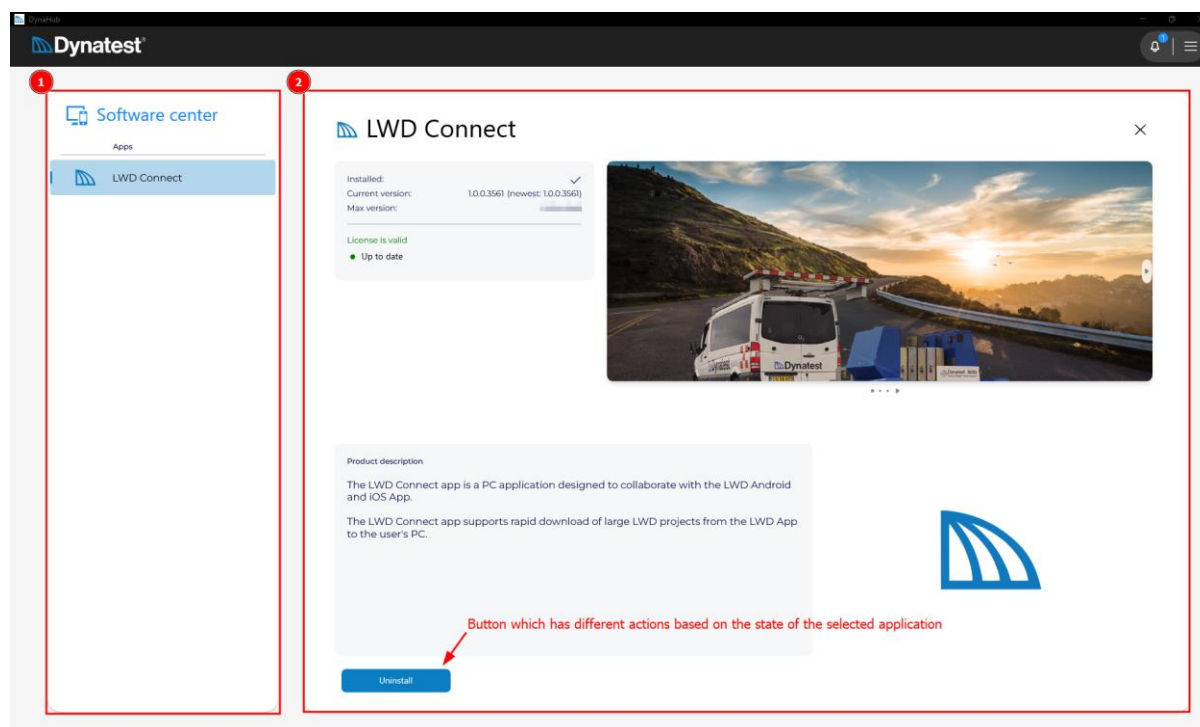 DynaHub
Dynatest®
1
1
2
Software center
Apps
LWD Connect
LWD Connect
Installed:
Current version: 1.0.0.3561 (newest: 1.0.0.3561)
Max version:
License is valid
Up to date
Dynatest
Product description
The LWD Connect app is a PC application designed to collaborate with the LWD Android
and iOS App.
The LWD Connect app supports rapid download of large LWD projects from the LWD App
to the user's PC.
Button which has different actions based on the state of the selected application
Uninstall